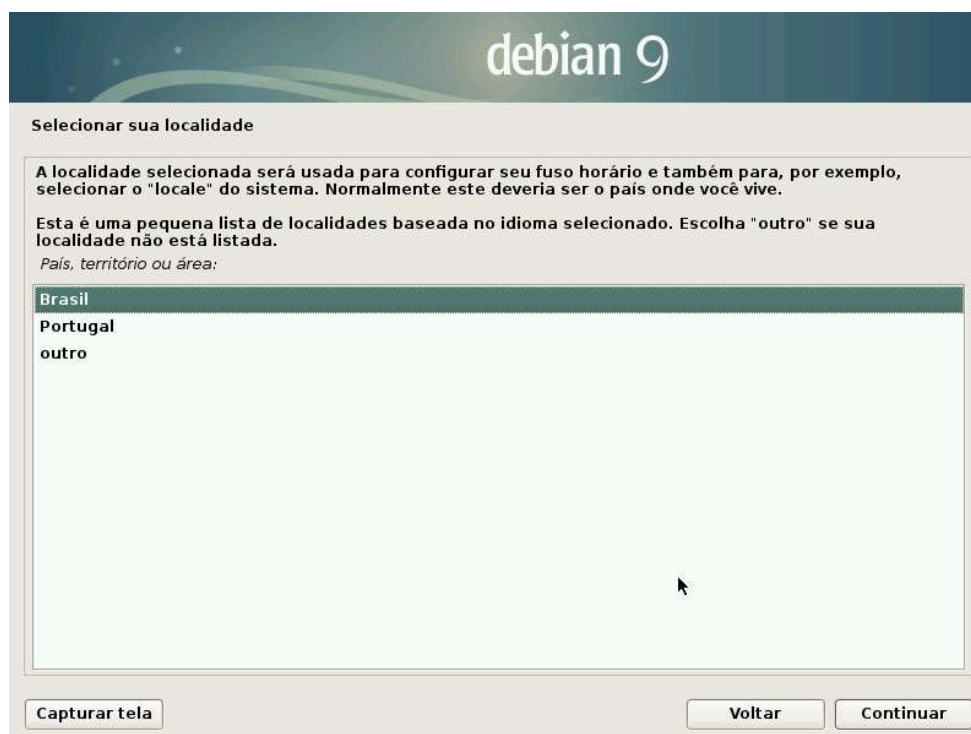 debian 9
Selecionar sua localidade
A localidade selecionada será usada para configurar seu fuso horário e também para, por exemplo,
selecionar o "locale" do sistema. Normalmente este deveria ser o país onde você vive.
Esta é uma pequena lista de localidades baseada no idioma selecionado. Escolha "outro" se sua
localidade não está listada.
País, território ou área:
Brasil
Portugal
outro
Capturar tela
Voltar
Continuar